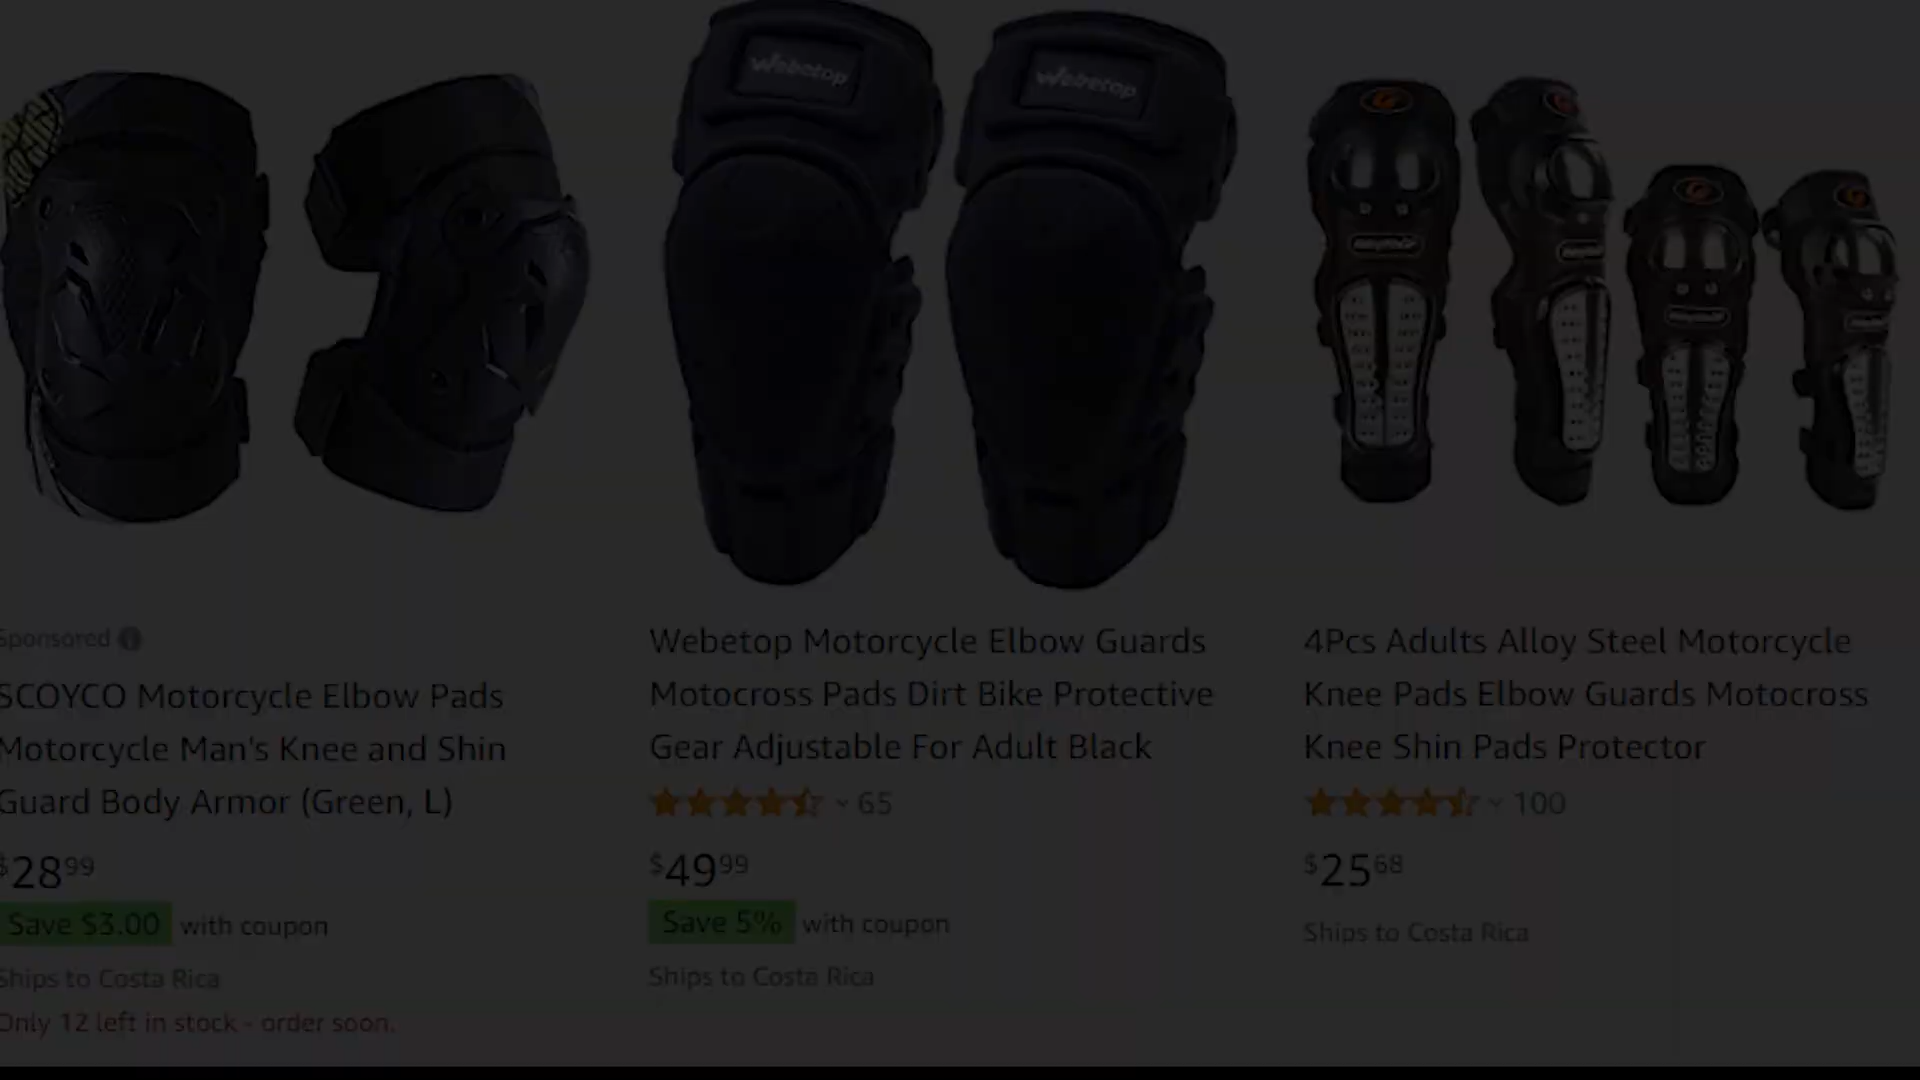 Webetop
Webetop
Sponsored
SCOYCO Motorcycle Elbow Pads
Motorcycle Man's Knee and Shin
Guard Body Armor (Green, L)
$28 99
Save $3.00 with coupon
Ships to Costa Rica
Only 12 left in stock - order soon.
Webetop Motorcycle Elbow Guards
Motocross Pads Dirt Bike Protective
Gear Adjustable For Adult Black
65
$49 99
Save 5% with coupon
Ships to Costa Rica
4Pcs Adults Alloy Steel Motorcycle
Knee Pads Elbow Guards Motocross
Knee Shin Pads Protector
100
$25 68
Ships to Costa Rica